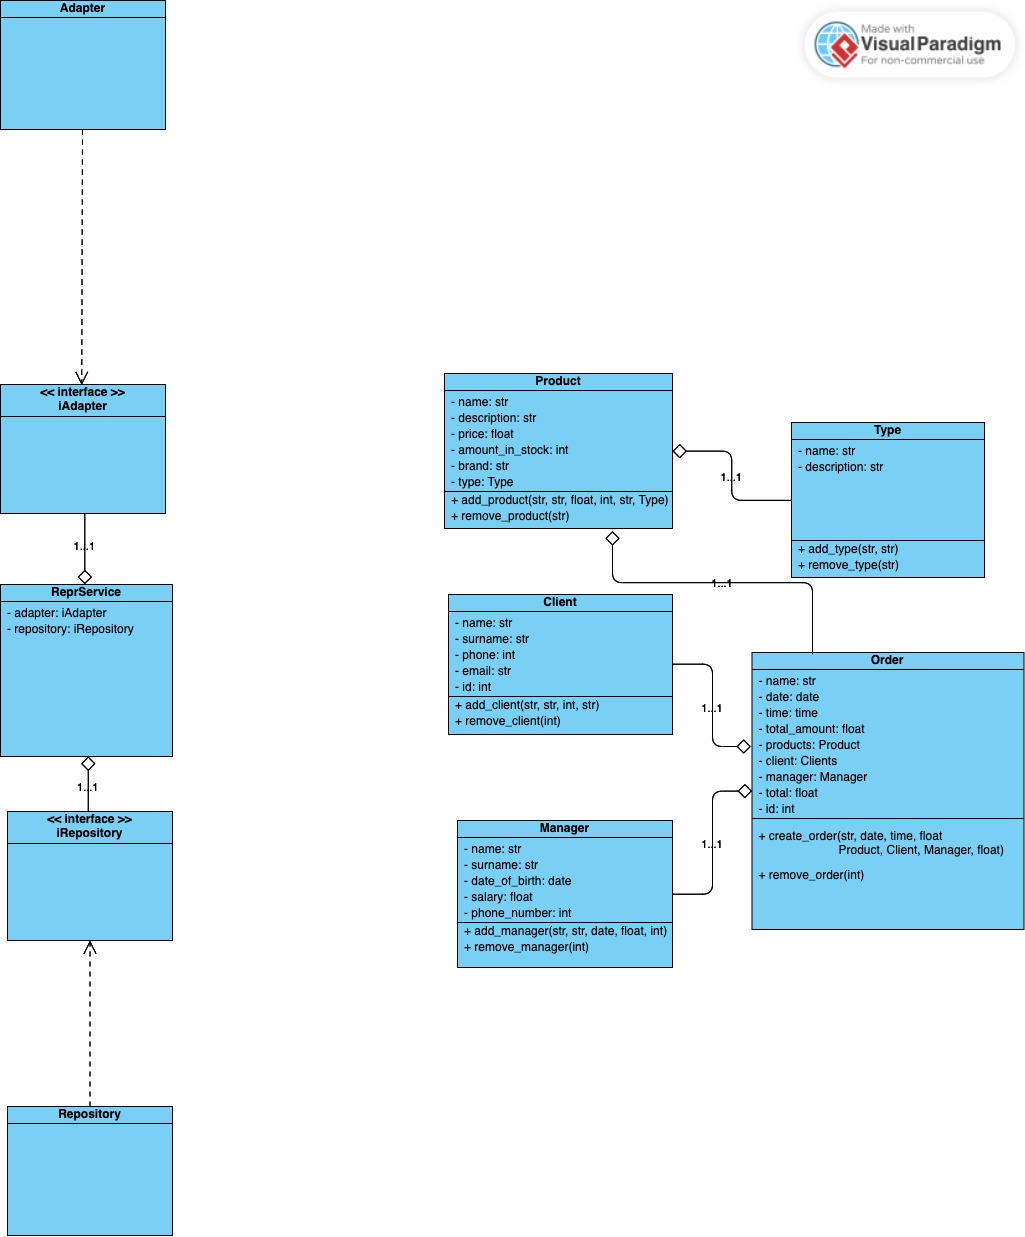 Adapter
Made with
Visual Paradigm
For non-commercial use
<< interface >>
iAdapter
1...1
ReprService
- adapter: iAdapter
- repository: iRepository
1...1
<< interface >>
iRepository
Repository
Product
- name: str
- description: str
- price: float
- amount_in_stock: int
- brand: str
- type: Type
+ add_product(str, str, float, int, str, Type)
+ remove_product(str)
1...1
Type
- name: str
- description: str
+ add_type(str, str)
+ remove_type(str)
1...1
Client
- name: str
- surname: str
- phone: int
- email: str
- id: int
+ add_client(str, str, int, str)
+ remove_client(int)
1...1
Order
- name: str
- date: date
- time: time
- total_amount: float
- products: Product
- client: Clients
- manager: Manager
- total: float
- id: int
+ create_order(str, date, time, float
Product, Client, Manager, float)
+ remove_order(int)
1...1
Manager
- name: str
- surname: str
- date_of_birth: date
- salary: float
- phone_number: int
+ add_manager(str, str, date, float, int)
+ remove_manager(int)